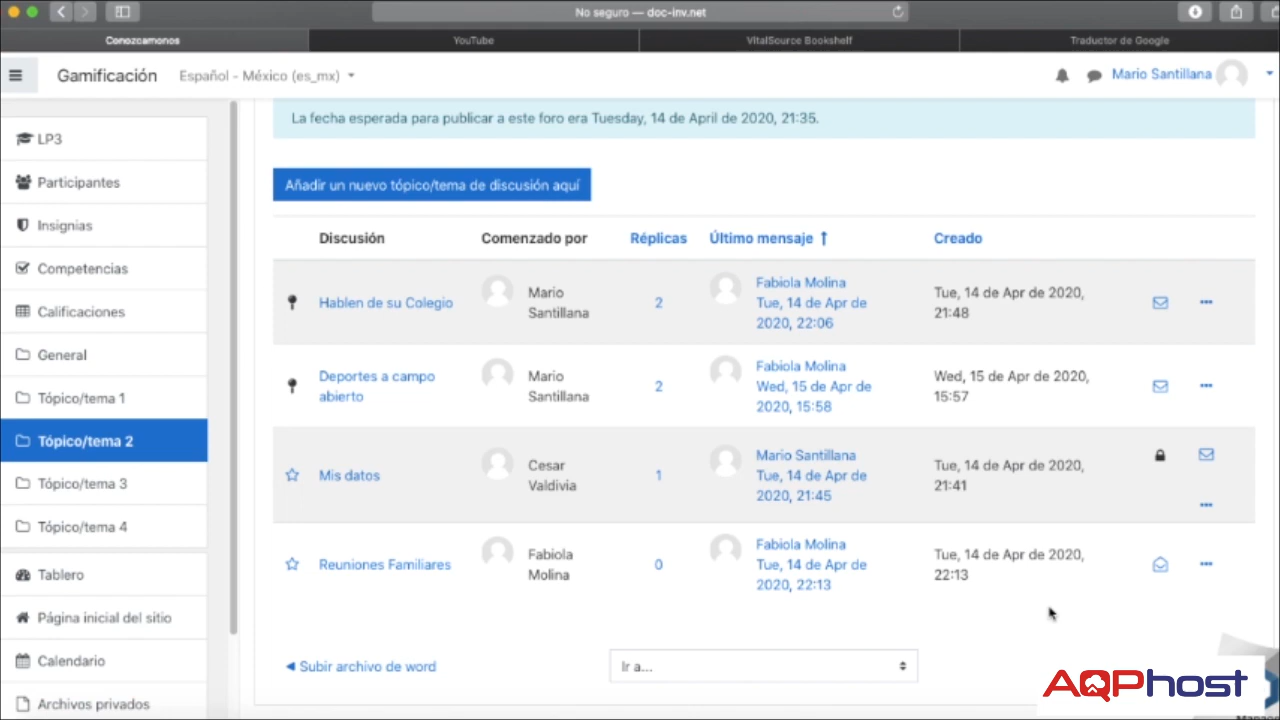 No seguro — doc-inv.net
Conozcamonos
YouTube
VitalSource Bookshelf
Traductor de Google
Gamificación
Español - México (es_mx)
Mario Santillana
LP3
Participantes
Insignias
Competencias
Calificaciones
General
Tópico/tema 1
Tópico/tema 2
Tópico/tema 3
Tópico/tema 4
Tablero
Página inicial del sitio
Calendario
Archivos privados
La fecha esperada para publicar a este foro era Tuesday, 14 de April de 2020, 21:35.
Añadir un nuevo tópico/tema de discusión aquí
Discusión
Comenzado por
Réplicas
Último mensaje ↑
Creado
Hablen de su Colegio
Mario
Santillana
2
Fabiola Molina
Tue, 14 de Apr de
2020, 22:06
Tue, 14 de Apr de 2020,
21:48
Deportes a campo
abierto
Mario
Santillana
2
Fabiola Molina
Wed, 15 de Apr de
2020, 15:58
Wed, 15 de Apr de 2020,
15:57
Mis datos
Cesar
Valdivia
1
Mario Santillana
Tue, 14 de Apr de
2020, 21:45
Tue, 14 de Apr de 2020,
21:41
Reuniones Familiares
Fabiola
Molina
0
Fabiola Molina
Tue, 14 de Apr de
2020, 22:13
Tue, 14 de Apr de 2020,
22:13
◄ Subir archivo de word
Ir a...
AQPhost